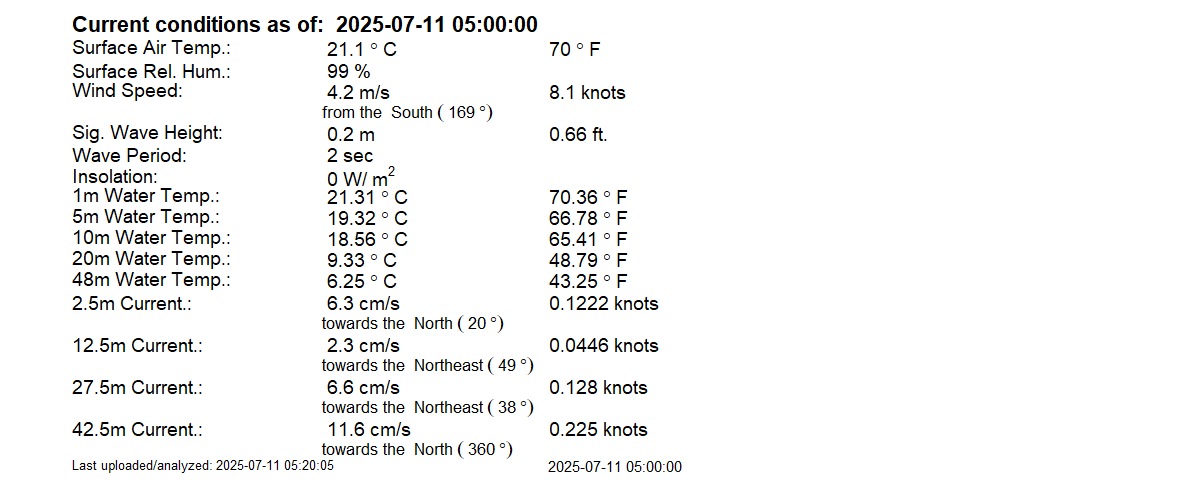 Current conditions as of: 2025-07-11 05:00:00
Surface Air Temp.: 21.1 ° C 70 ° F
Surface Rel. Hum.: 99 %
Wind Speed: 4.2 m/s 8.1 knots
from the South ( 169 °)
Sig. Wave Height: 0.2 m 0.66 ft.
Wave Period: 2 sec
Insolation: 0 W/ m²
1m Water Temp.: 21.31 ° C 70.36 ° F
5m Water Temp.: 19.32 ° C 66.78 ° F
10m Water Temp.: 18.56 ° C 65.41 ° F
20m Water Temp.: 9.33 ° C 48.79 ° F
48m Water Temp.: 6.25 ° C 43.25 ° F
2.5m Current.: 6.3 cm/s 0.1222 knots
towards the North ( 20 °)
12.5m Current.: 2.3 cm/s 0.0446 knots
towards the Northeast ( 49 °)
27.5m Current.: 6.6 cm/s 0.128 knots
towards the Northeast ( 38 °)
42.5m Current.: 11.6 cm/s 0.225 knots
towards the North ( 360 °)
Last uploaded/analyzed: 2025-07-11 05:20:05 2025-07-11 05:00:00